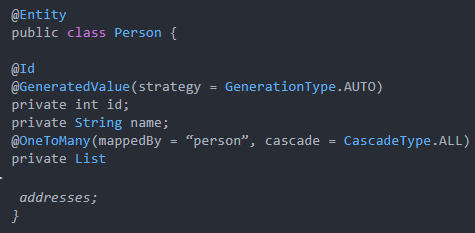 @Entity
public class Person {
@Id
@GeneratedValue(strategy = GenerationType.AUTO)
private int id;
private String name;
@OneToMany(mappedBy = “person”, cascade = CascadeType.ALL)
private List
addresses;
}